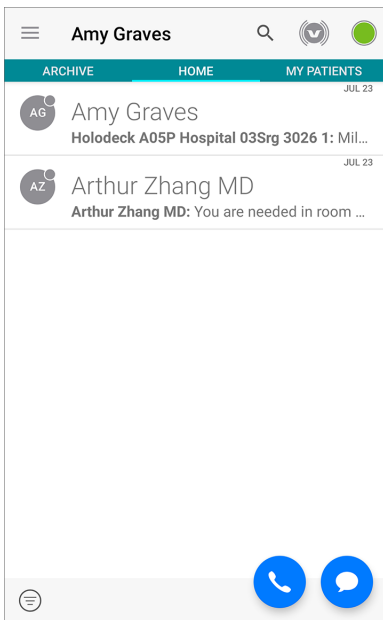 Amy Graves
ARCHIVE HOME MY PATIENTS
JUL 23
AG
Amy Graves
Holodeck A05P Hospital 03Srg 3026 1: Mil...
JUL 23
AZ
Arthur Zhang MD
Arthur Zhang MD: You are needed in room ...